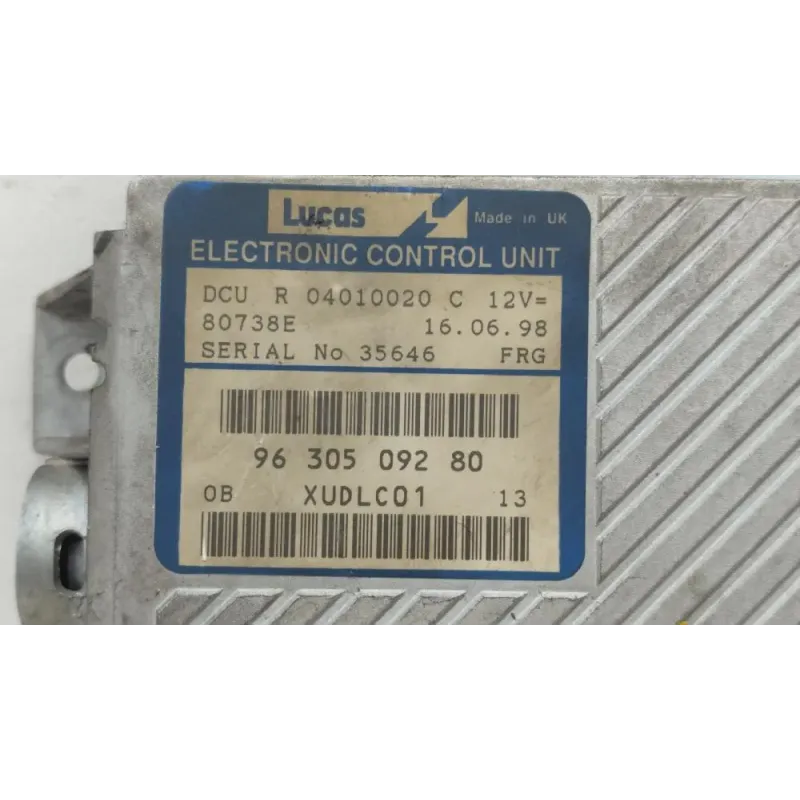 Lucas Made in UK
ELECTRONIC CONTROL UNIT
DCU R 04010020 C 12V=
80738E 16.06.98
SERIAL No 35646 FRG
96 305 092 80
0B XUDLC01 13